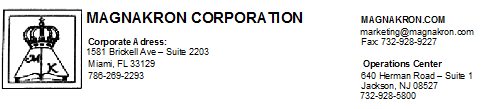 MAGNAKRON CORPORATION
Corporate Adress:
1581 Brickell Ave – Suite 2203
Miami, FL 33129
786-269-2293
MAGNAKRON.COM
marketing@magnakron.com
Fax: 732-928-9227
Operations Center
640 Herman Road – Suite 1
Jackson, NJ 08527
732-928-5800
M
K